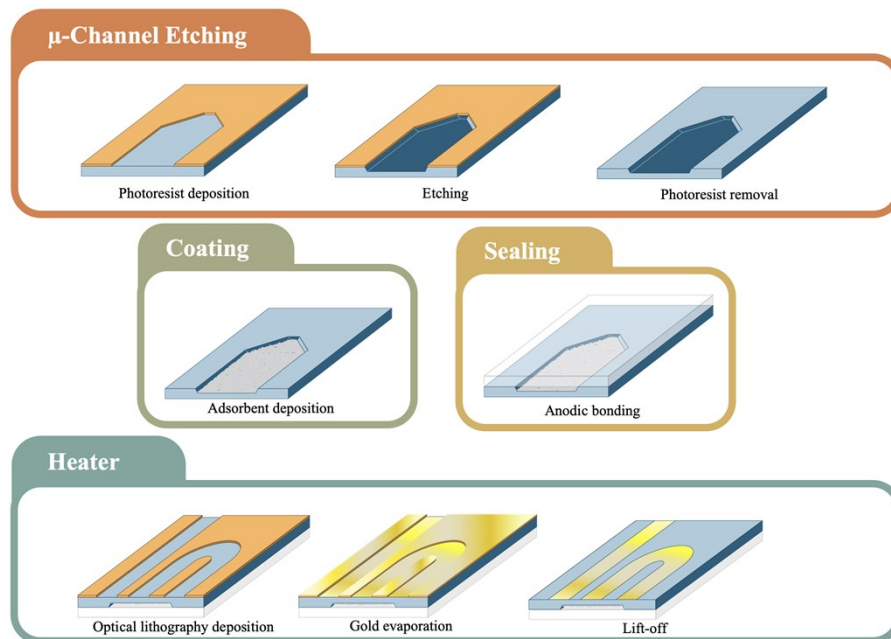 μ-Channel Etching
Photoresist deposition
Etching
Photoresist removal
Coating
Adsorbent deposition
Sealing
Anodic bonding
Heater
Optical lithography deposition
Gold evaporation
Lift-off